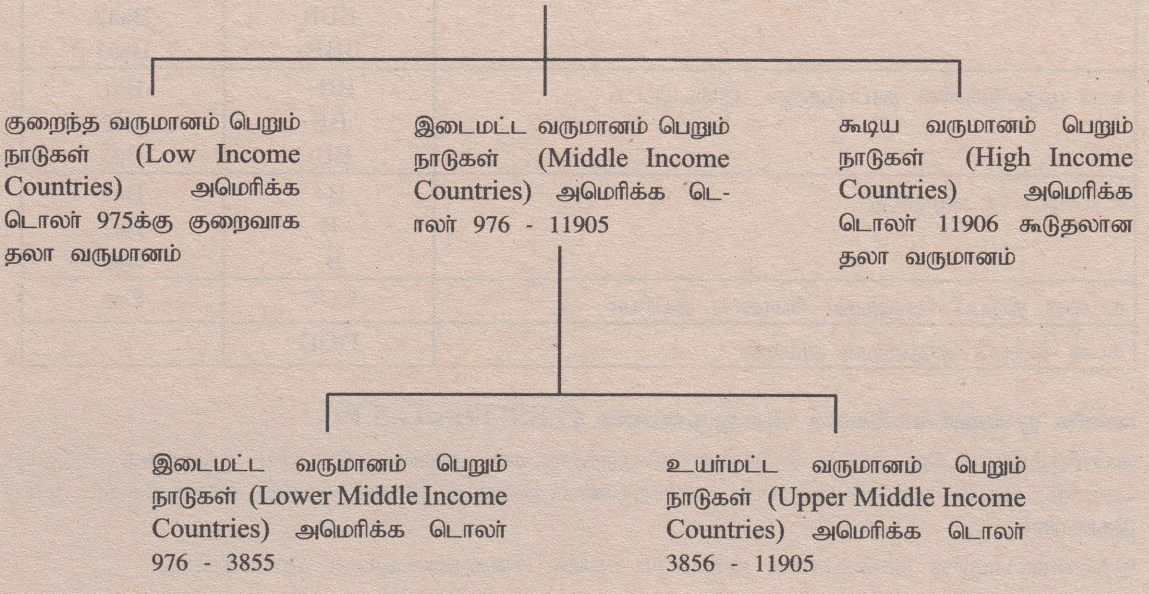 குறைந்த வருமானம் பெறும்
நாடுகள் (Low Income
Countries) அமெரிக்க
டொலர் 975க்கு குறைவாக
தலா வருமானம்
இடைமட்ட வருமானம் பெறும்
நாடுகள் (Middle Income
Countries) அமெரிக்க டொ-
ாலர் 976 - 11905
கூடிய வருமானம் பெறும்
நாடுகள் (High Income
Countries) அமெரிக்க
டொலர் 11906 கூடுதலான
தலா வருமானம்
இடைமட்ட வருமானம் பெறும்
நாடுகள் (Lower Middle Income
Countries) அமெரிக்க டொலர்
976 - 3855
உயர்மட்ட வருமானம் பெறும்
நாடுகள் (Upper Middle Income
Countries) அமெரிக்க டொலர்
3856 - 11905